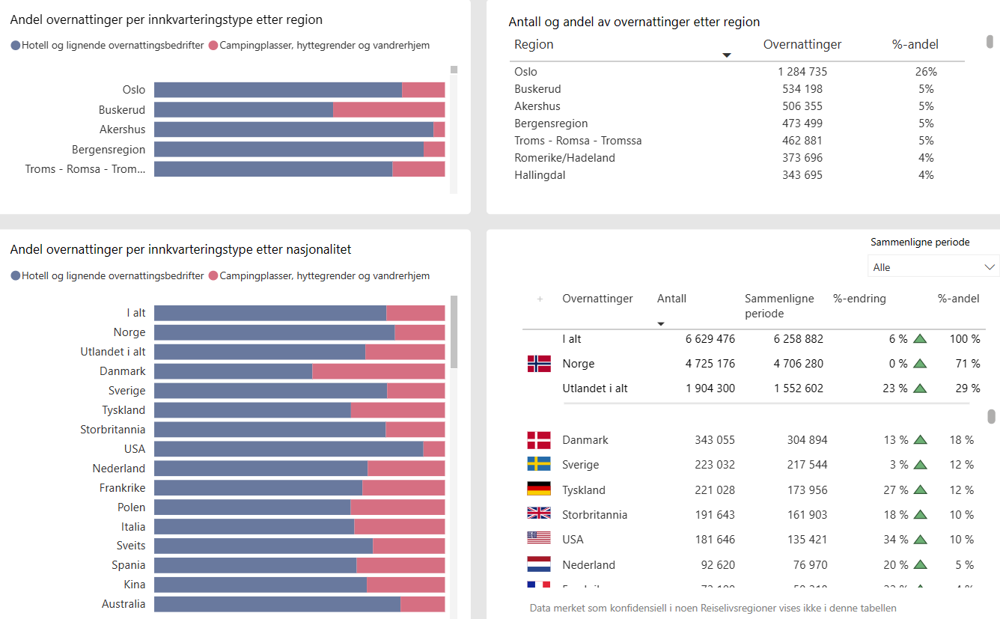 Andel overnattinger per innkvarteringstype etter region
Hotell og lignende overnattingsbedrifter Campingplasser, hyttegrender og vandrerhjem
Oslo
Buskerud
Akershus
Bergensregion
Troms - Romsa - Trom...
Antall og andel av overnattinger etter region
Region Overnattinger %-andel
Oslo 1 284 735 26%
Buskerud 534 198 5%
Akershus 506 355 5%
Bergensregion 473 499 5%
Troms - Romsa - Tromssa 462 881 5%
Romerike/Hadeland 373 696 4%
Hallingdal 343 695 4%
Andel overnattinger per innkvarteringstype etter nasjonalitet
Hotell og lignende overnattingsbedrifter Campingplasser, hyttegrender og vandrerhjem
I alt
Norge
Utlandet i alt
Danmark
Sverige
Tyskland
Storbritannia
USA
Nederland
Frankrike
Polen
Italia
Sveits
Spania
Kina
Australia
Sammenligne periode
Alle
+ Overnattinger Antall Sammenligne periode %-endring %-andel
I alt 6 629 476 6 258 882 6 % 100 %
Norge 4 725 176 4 706 280 0 % 71 %
Utlandet i alt 1 904 300 1 552 602 23 % 29 %
Danmark 343 055 304 894 13 % 18 %
Sverige 223 032 217 544 3 % 12 %
Tyskland 221 028 173 956 27 % 12 %
Storbritannia 191 643 161 903 18 % 10 %
USA 181 646 135 421 34 % 10 %
Nederland 92 620 76 970 20 % 5 %
Data merket som konfidensiell i noen Reiselivsregioner vises ikke i denne tabellen